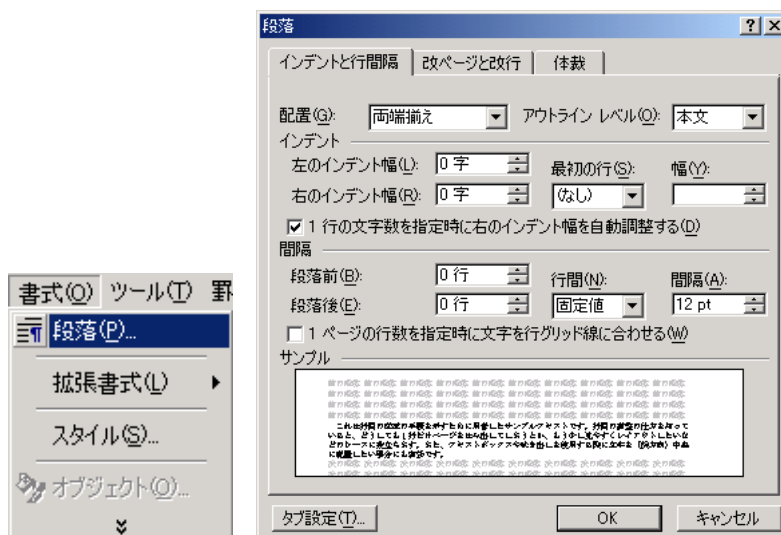 書式(O) ツール(T) 罫
段落(P)...
拡張書式(L)
スタイル(S)...
オブジェクト(O)...
段落
インデントと行間隔 改ページと改行 体裁
配置(G): 両端揃え アウトライン レベル(O): 本文
インデント
左のインデント幅(L): 0 字 最初の行(S): 幅(Y):
右のインデント幅(R): 0 字 (なし)
1 行の文字数を指定時に右のインデント幅を自動調整する(D)
間隔
段落前(B): 0 行 行間(N): 間隔(A):
段落後(E): 0 行 固定値 12 pt
1 ページの行数を指定時に文字を行グリッド線に合わせる(W)
サンプル
タブ設定(T)... OK キャンセル